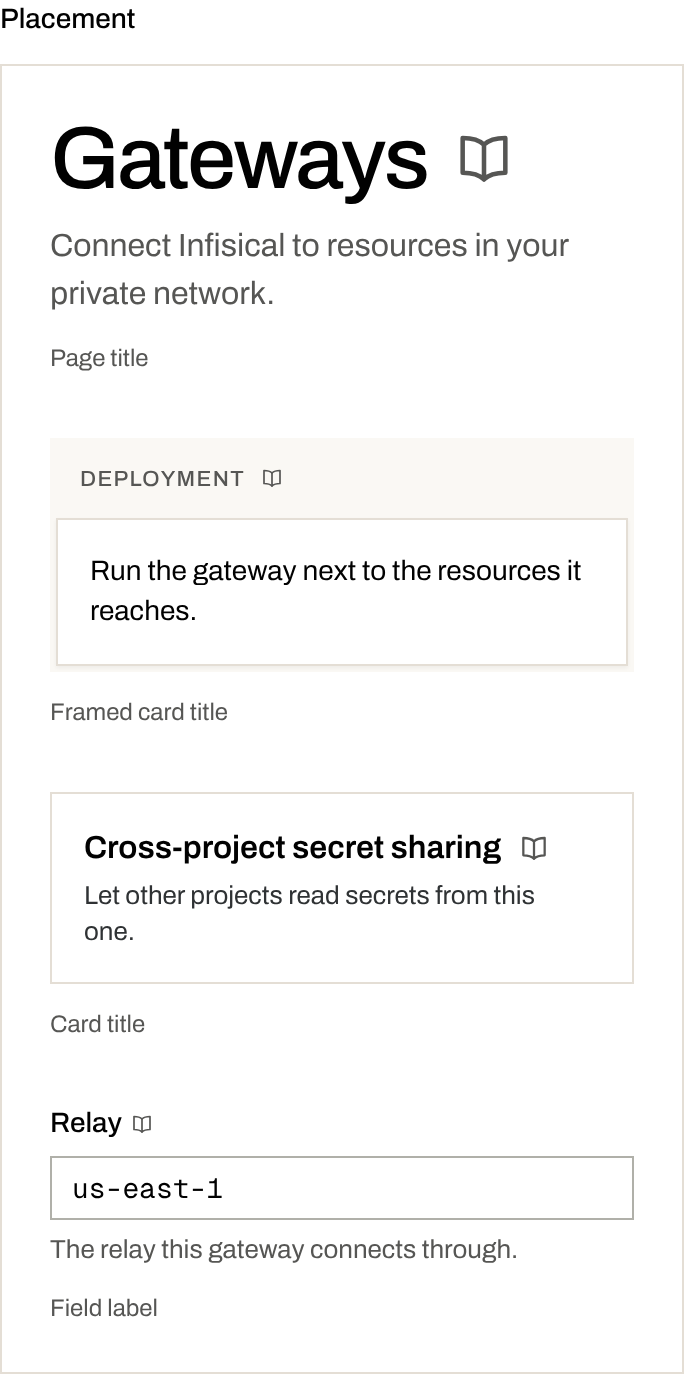 Placement
Gateways
Connect Infisical to resources in your
private network.
Page title
DEPLOYMENT
Run the gateway next to the resources it
reaches.
Framed card title
Cross-project secret sharing
Let other projects read secrets from this
one.
Card title
Relay
us-east-1
The relay this gateway connects through.
Field label